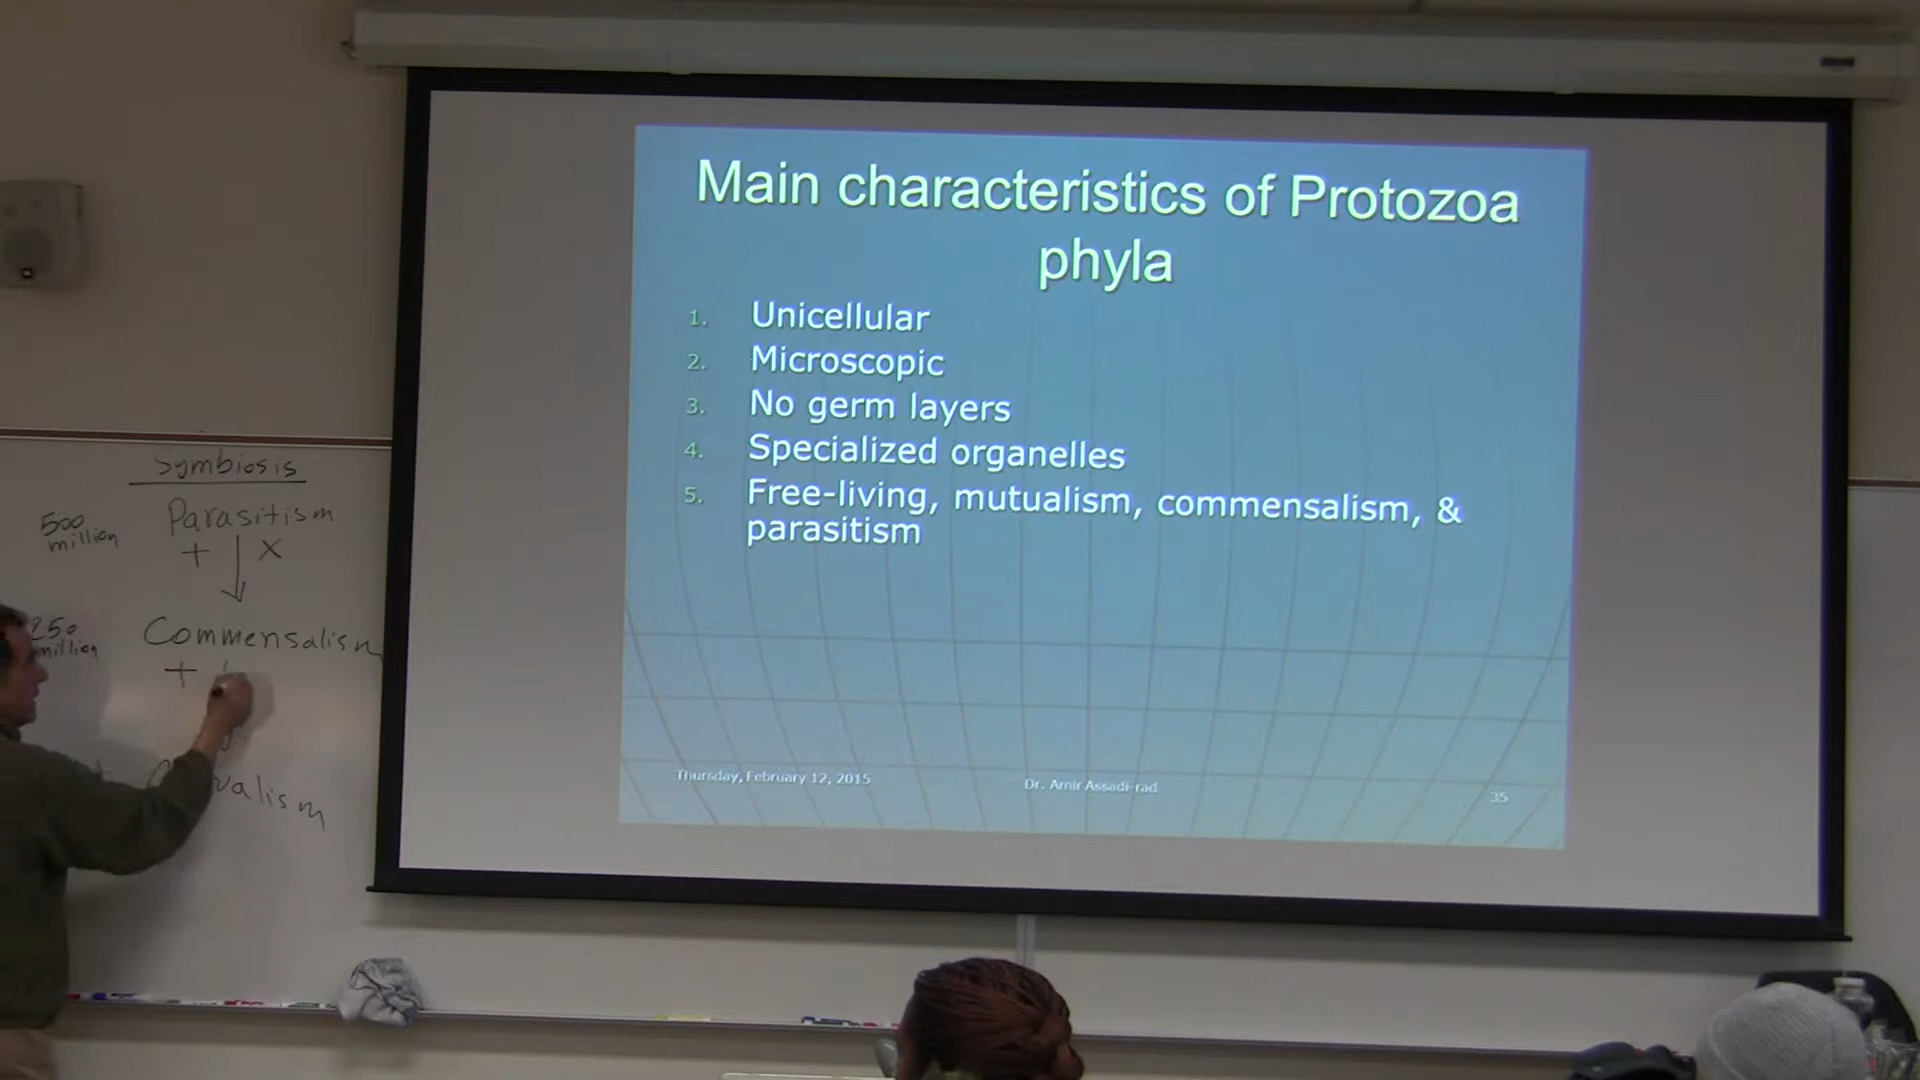 Main characteristics of Protozoa
phyla
1. Unicellular
2. Microscopic
3. No germ layers
4. Specialized organelles
5. Free-living, mutualism, commensalism, &
parasitism
Thursday, February 12, 2015
Dr. Amir Assadi-rad
35
Symbiosis
500 Parasitism
million
+ X
250 Commensalism
million
+